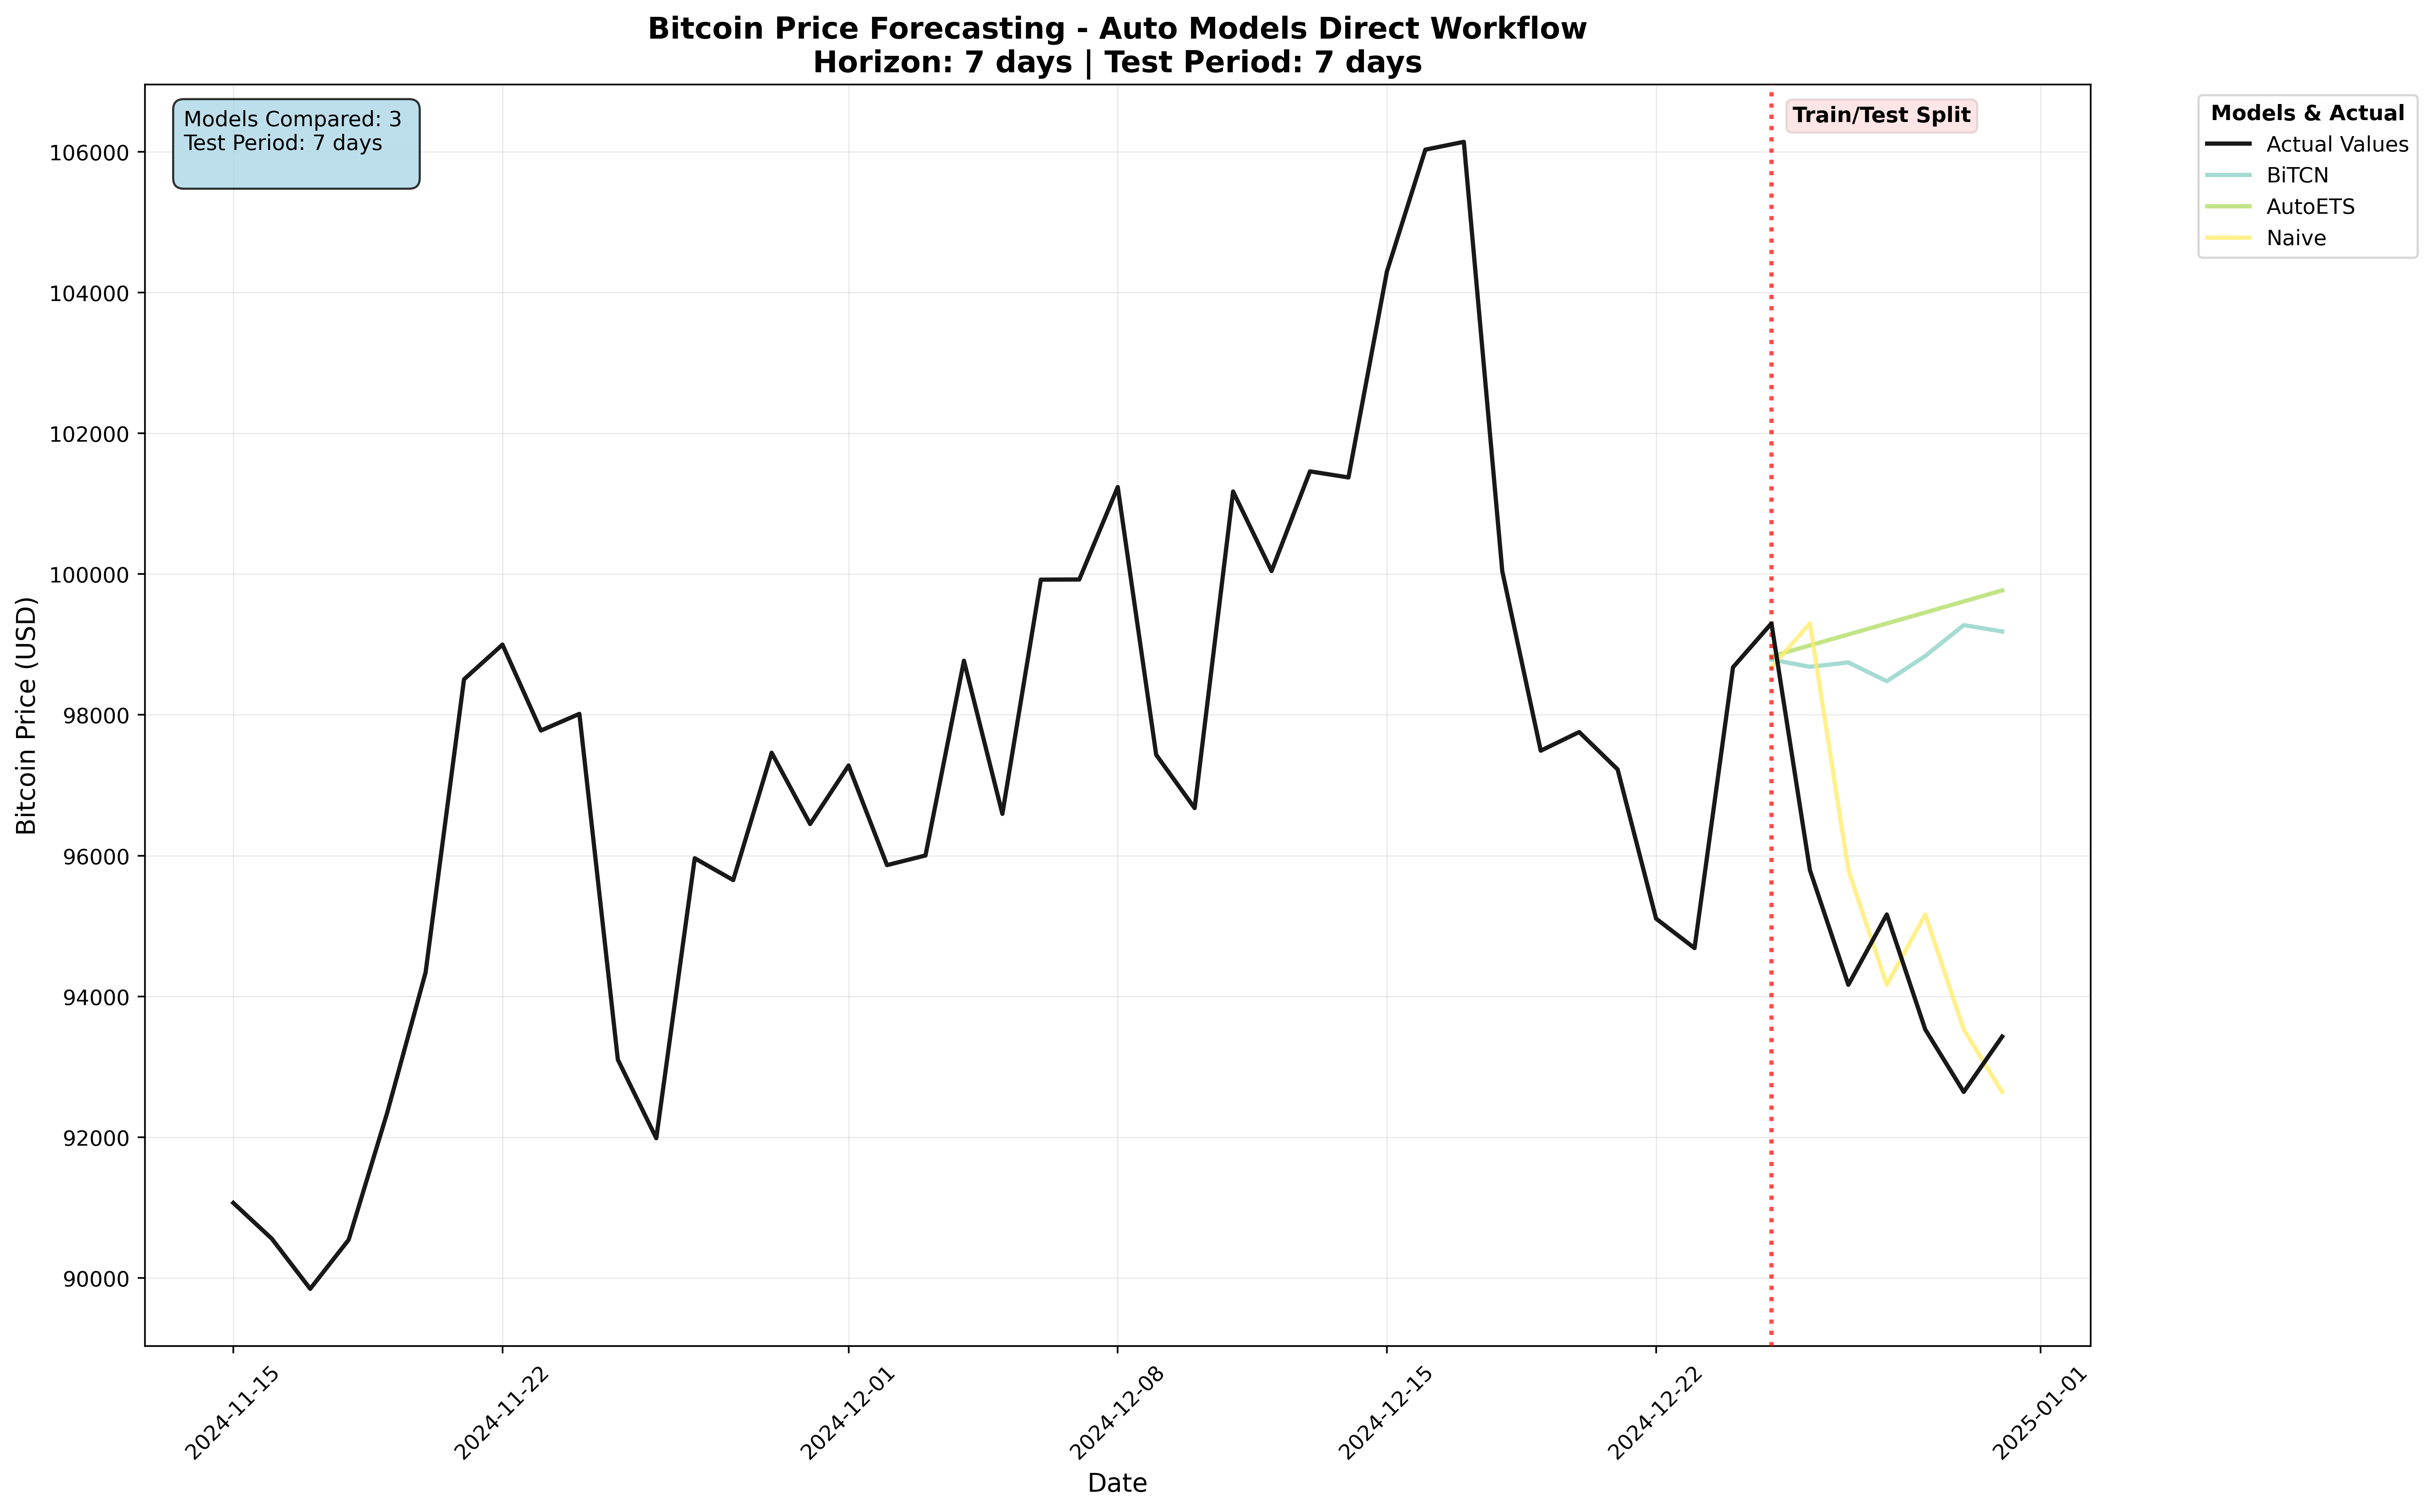 Bitcoin Price Forecasting - Auto Models Direct Workflow
Horizon: 7 days | Test Period: 7 days
Models Compared: 3
Test Period: 7 days
Train/Test Split
Models & Actual
Actual Values
BiTCN
AutoETS
Naive
Bitcoin Price (USD)
106000
104000
102000
100000
98000
96000
94000
92000
90000
2024-11-15
2024-11-22
2024-12-01
2024-12-08
2024-12-15
2024-12-22
2025-01-01
Date